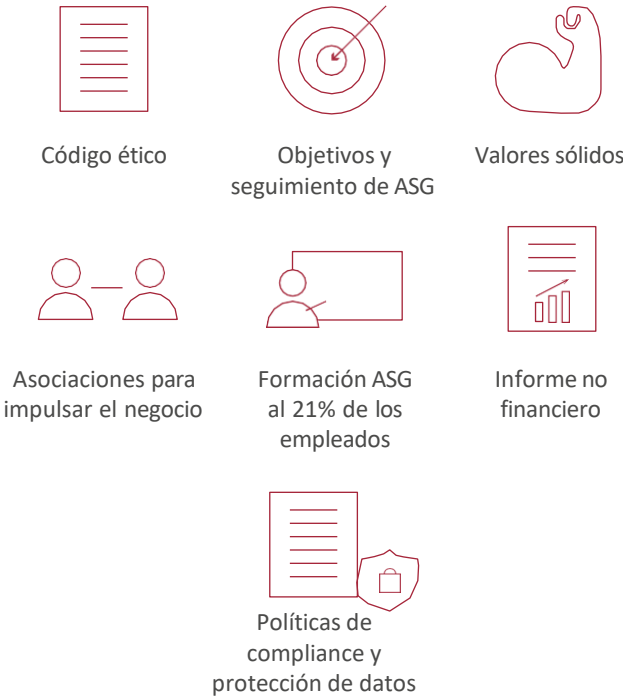 Código ético
Objetivos y
seguimiento de ASG
Valores sólidos
Asociaciones para
impulsar el negocio
Formación ASG
al 21% de los
empleados
Informe no
financiero
Políticas de
compliance y
protección de datos